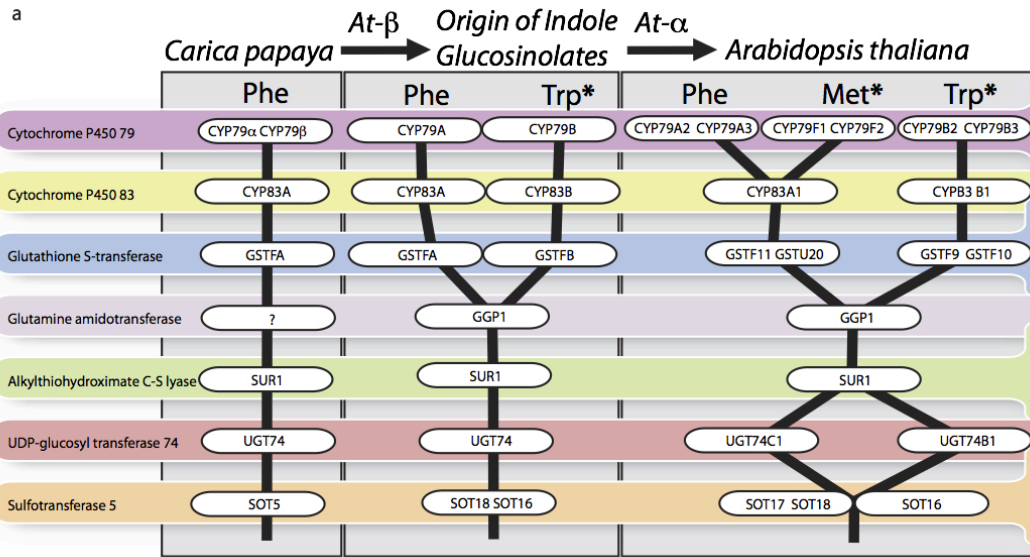 a
At-β
Origin of Indole
At-α
Carica papaya
Glucosinolates
Arabidopsis thaliana
Phe
Phe
Trp*
Phe
Met*
Trp*
Cytochrome P450 79
CYP79α CYP79β
CYP79A
CYP79B
CYP79A2 CYP79A3
CYP79F1 CYP79F2
CYP79B2 CYP79B3
Cytochrome P450 83
CYP83A
CYP83A
CYP83B
CYP83A1
CYPB3 B1
Glutathione S-transferase
GSTFA
GSTFA
GSTFB
GSTF11 GSTU20
GSTF9 GSTF10
Glutamine amidotransferase
?
GGP1
GGP1
Alkylthiohydroximate C-S lyase
SUR1
SUR1
SUR1
UDP-glucosyl transferase 74
UGT74
UGT74
UGT74C1
UGT74B1
Sulfotransferase 5
SOT5
SOT18 SOT16
SOT17 SOT18
SOT16